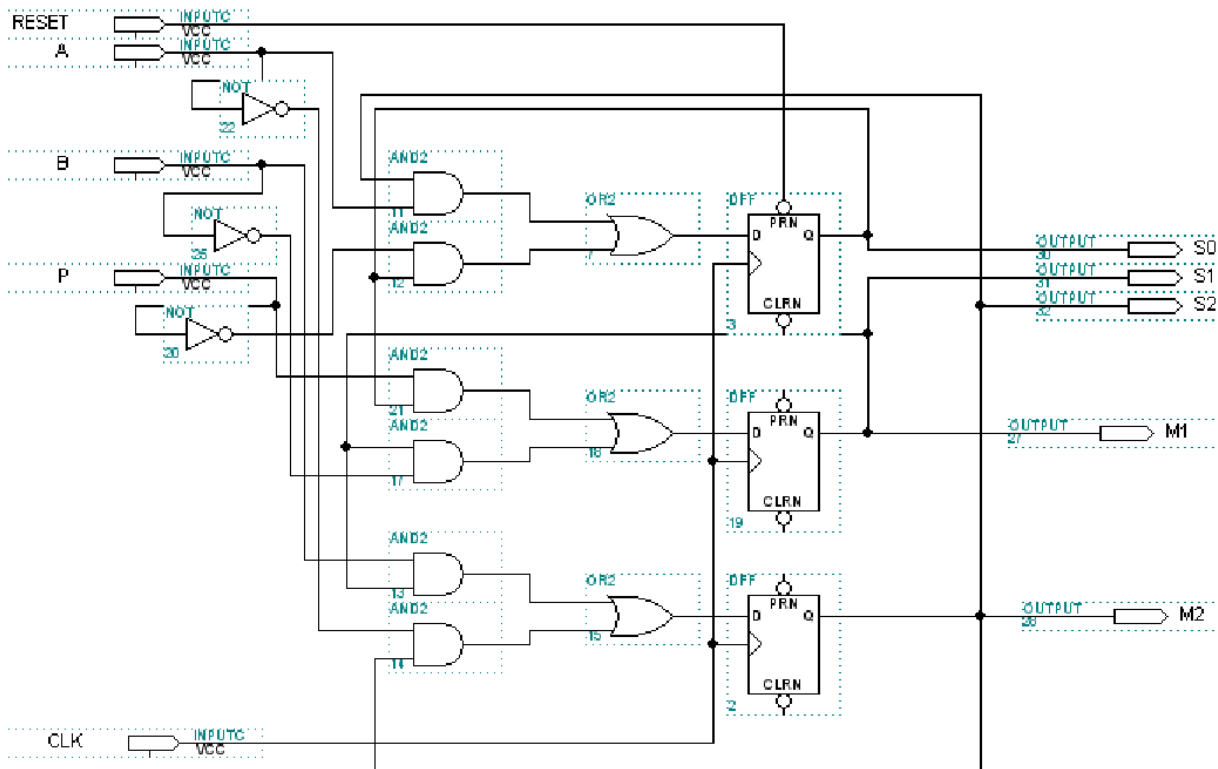 RESET INPUTC
VCC
A INPUTC
VCC
NOT
22
B INPUTC
VCC
AND2
11
OR2
7
DFF
PRN
D Q
CLRN
3
NOT
AND2
12
OUTPUT S0
30
OUTPUT S1
31
OUTPUT S2
32
P INPUTC
VCC
NOT
20
AND2
21
OR2
18
DFF
PRN
D Q
CLRN
19
OUTPUT M1
27
AND2
17
AND2
13
OR2
15
DFF
PRN
D Q
CLRN
2
OUTPUT M2
28
AND2
14
CLK INPUTC
VCC